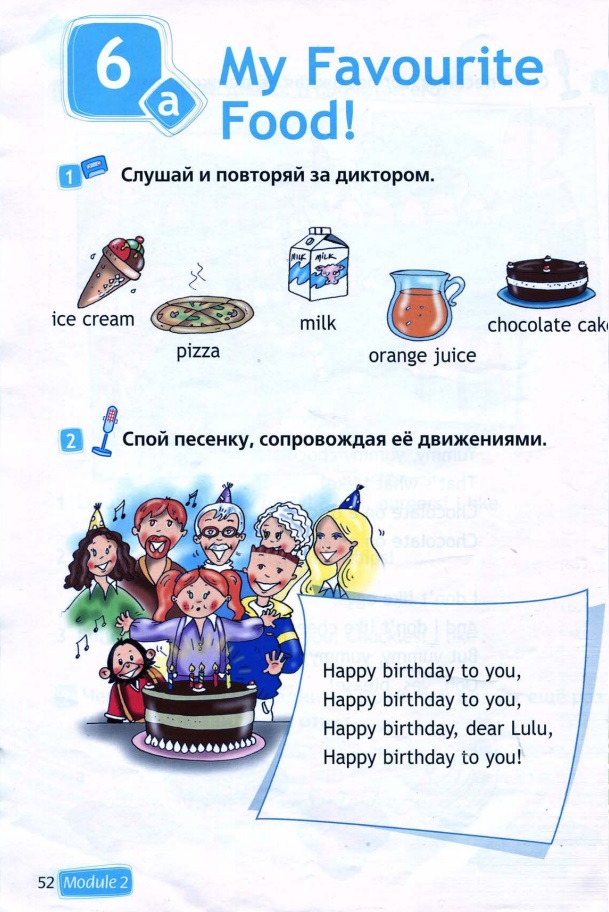 6
a
My Favourite
Food!
1
Слушай и повторяй за диктором.
MILK MILK
ice cream
pizza
milk
orange juice
chocolate cak
2
Спой песенку, сопровождая её движениями.
Happy birthday to you,
Happy birthday to you,
Happy birthday, dear Lulu,
Happy birthday to you!
52 Module 2